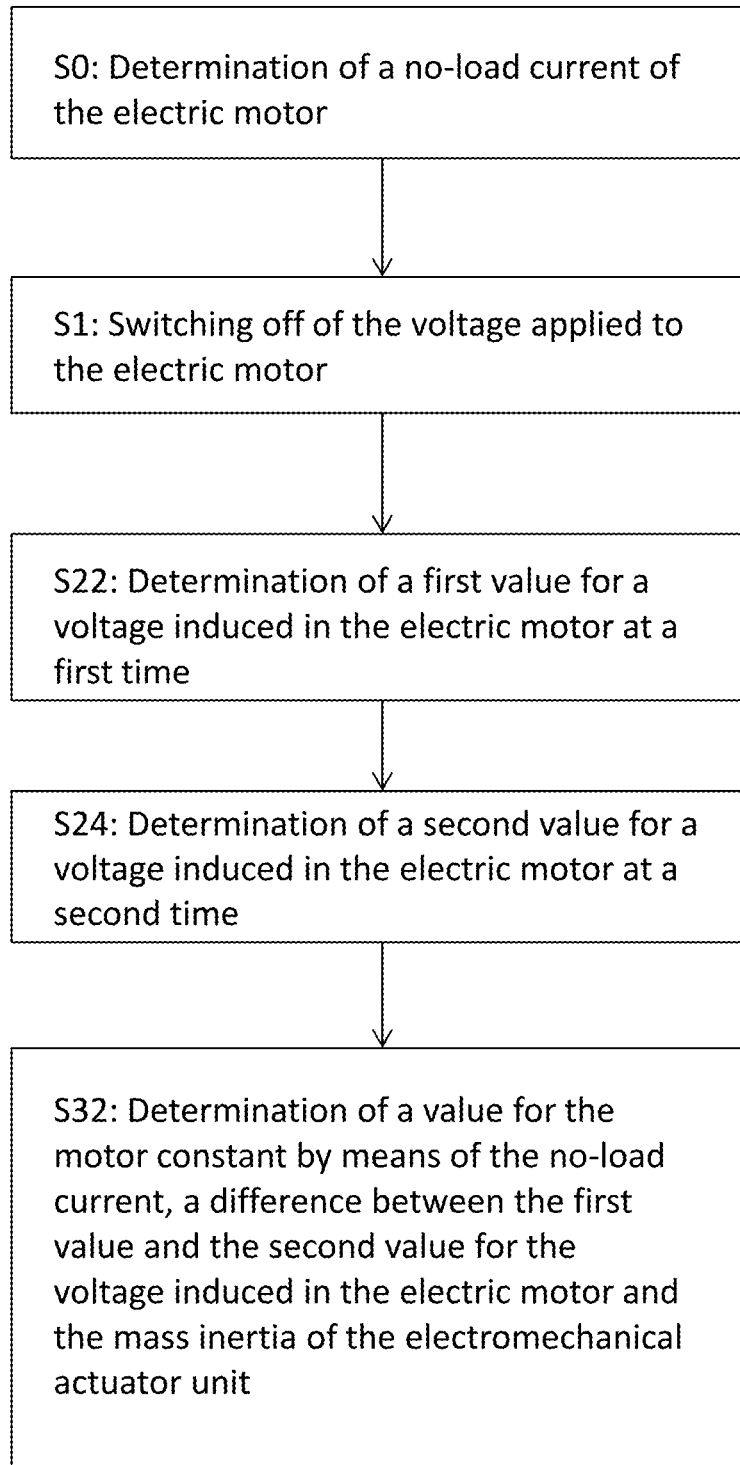 S0: Determination of a no-load current of
the electric motor
S1: Switching off of the voltage applied to
the electric motor
S22: Determination of a first value for a
voltage induced in the electric motor at a
first time
S24: Determination of a second value for a
voltage induced in the electric motor at a
second time
S32: Determination of a value for the
motor constant by means of the no-load
current, a difference between the first
value and the second value for the
voltage induced in the electric motor and
the mass inertia of the electromechanical
actuator unit